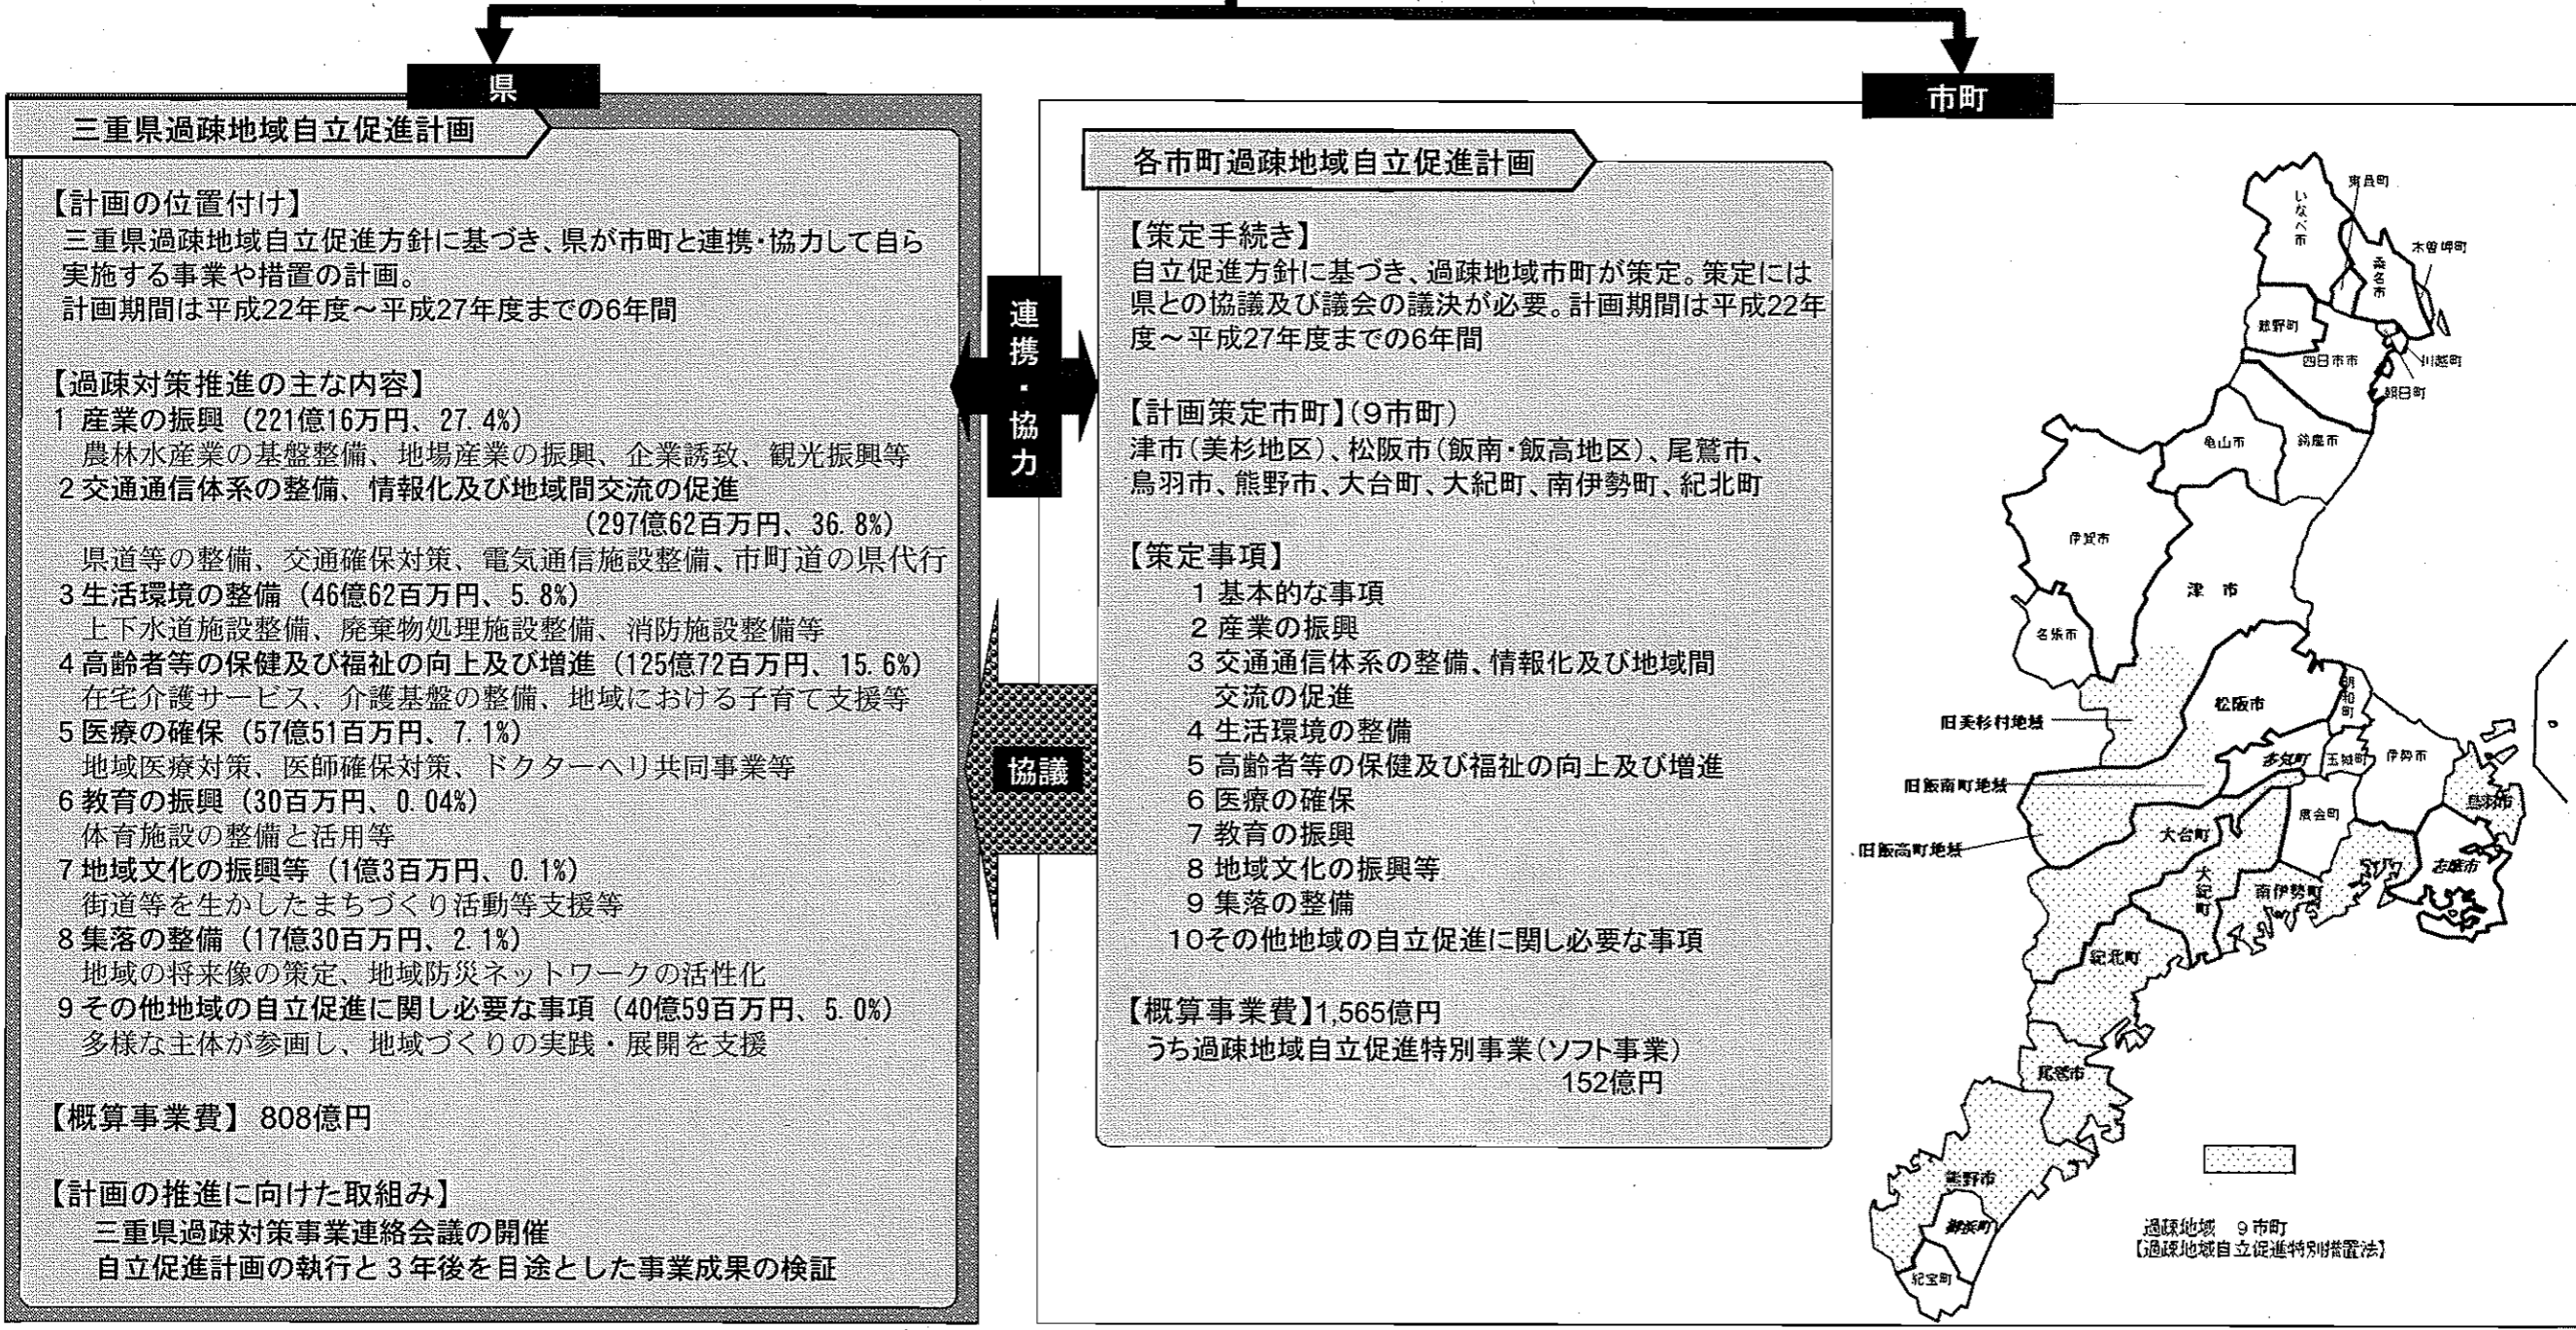 県
三重県過疎地域自立促進計画
【計画の位置付け】
三重県過疎地域自立促進方針に基づき、県が市町と連携・協力して自ら
実施する事業や措置の計画。
計画期間は平成22年度～平成27年度までの6年間
【過疎対策推進の主な内容】
1 産業の振興（221億16万円、27.4%）
農林水産業の基盤整備、地場産業の振興、企業誘致、観光振興等
2 交通通信体系の整備、情報化及び地域間交流の促進
（297億62百万円、36.8%）
県道等の整備、交通確保対策、電気通信施設整備、市町道の県代行
3 生活環境の整備（46億62百万円、5.8%）
上下水道施設整備、廃棄物処理施設整備、消防施設整備等
4 高齢者等の保健及び福祉の向上及び増進（125億72百万円、15.6%）
在宅介護サービス、介護基盤の整備、地域における子育て支援等
5 医療の確保（57億51百万円、7.1%）
地域医療対策、医師確保対策、ドクターヘリ共同事業等
6 教育の振興（30百万円、0.04%）
体育施設の整備と活用等
7 地域文化の振興等（1億3百万円、0.1%）
街道等を生かしたまちづくり活動等支援等
8 集落の整備（17億30百万円、2.1%）
地域の将来像の策定、地域防災ネットワークの活性化
9 その他地域の自立促進に関し必要な事項（40億59百万円、5.0%）
多様な主体が参画し、地域づくりの実践・展開を支援
【概算事業費】 808億円
【計画の推進に向けた取組み】
三重県過疎対策事業連絡会議の開催
自立促進計画の執行と３年後を目途とした事業成果の検証
連携・協力
協議
市町
各市町過疎地域自立促進計画
【策定手続き】
自立促進方針に基づき、過疎地域市町が策定。策定には
県との協議及び議会の議決が必要。計画期間は平成22年
度～平成27年度までの6年間
【計画策定市町】（９市町）
津市（美杉地区）、松阪市（飯南・飯高地区）、尾鷲市、
鳥羽市、熊野市、大台町、大紀町、南伊勢町、紀北町
【策定事項】
1 基本的な事項
2 産業の振興
3 交通通信体系の整備、情報化及び地域間
交流の促進
4 生活環境の整備
5 高齢者等の保健及び福祉の向上及び増進
6 医療の確保
7 教育の振興
8 地域文化の振興等
9 集落の整備
10その他地域の自立促進に関し必要な事項
【概算事業費】1,565億円
うち過疎地域自立促進特別事業（ソフト事業）
152億円
いなべ市
東員町
木曽岬町
桑名市
菰野町
四日市市
川越町
朝日町
亀山市
鈴鹿市
伊賀市
津 市
名張市
松阪市
明和町
旧美杉村地域
多気町
玉城町
伊勢市
鳥羽市
旧飯南町地域
度会町
大台町
旧飯高町地域
志摩市
大紀町
南伊勢町
紀北町
尾鷲市
熊野市
御浜町
紀宝町
過疎地域 ９市町
【過疎地域自立促進特別措置法】